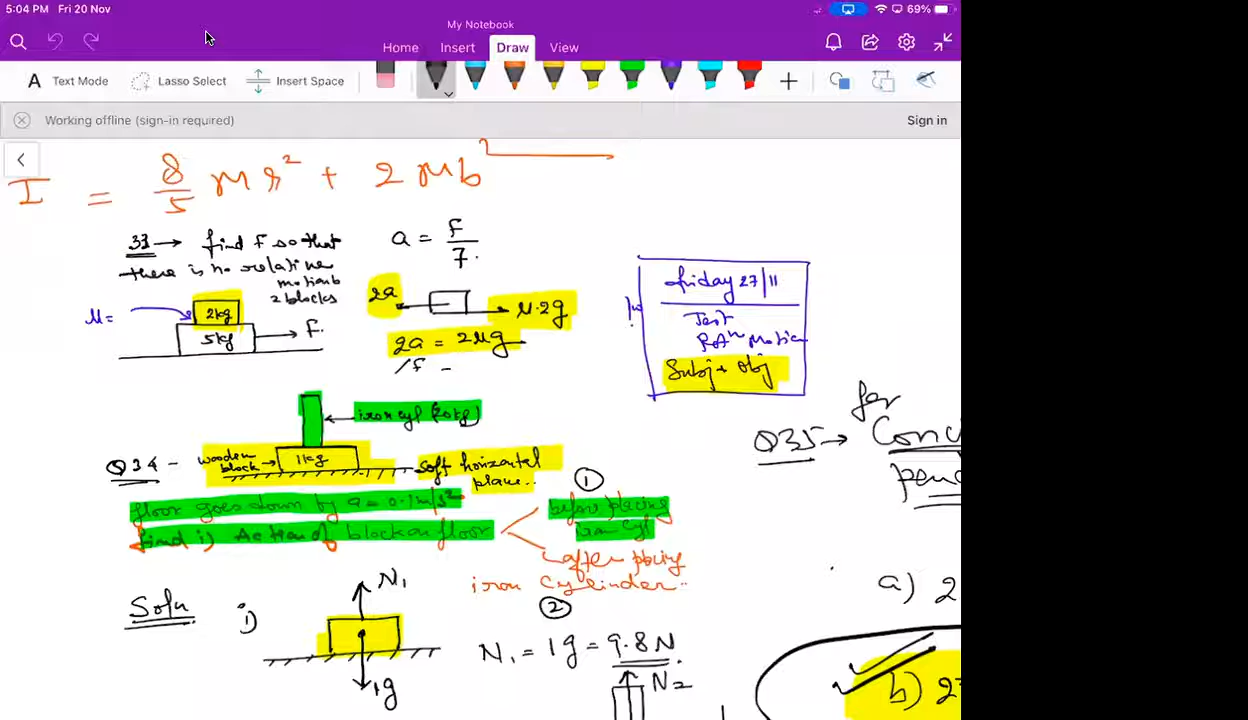 5:04 PM Fri 20 Nov
69%
My Notebook
Home Insert Draw View
A Text Mode Lasso Select Insert Space
Working offline (sign-in required)
Sign in
I = 8/5 Mr² + 2Mb²
33 → find F so that
there is no relative
motion b
2 blocks
a = F/7.
μ =
2kg
5kg
F.
2a
μ.2g
2a = 2μg
Friday 27/11
Test
Rotⁿ Motion
Subj + Obj
iron cyl (20kg)
Q34 - wooden
block → 1kg
soft horizontal
plane..
floor goes down by a = 0.1m/s²
find i) Action of block on floor
①
before placing
iron cyl
after placing
iron cylinder..
②
for
Q35 →
Conc
pen
Soln i)
N₁
1g
N₁ = 1g = 9.8N.
N₂
a) 2
b) 2